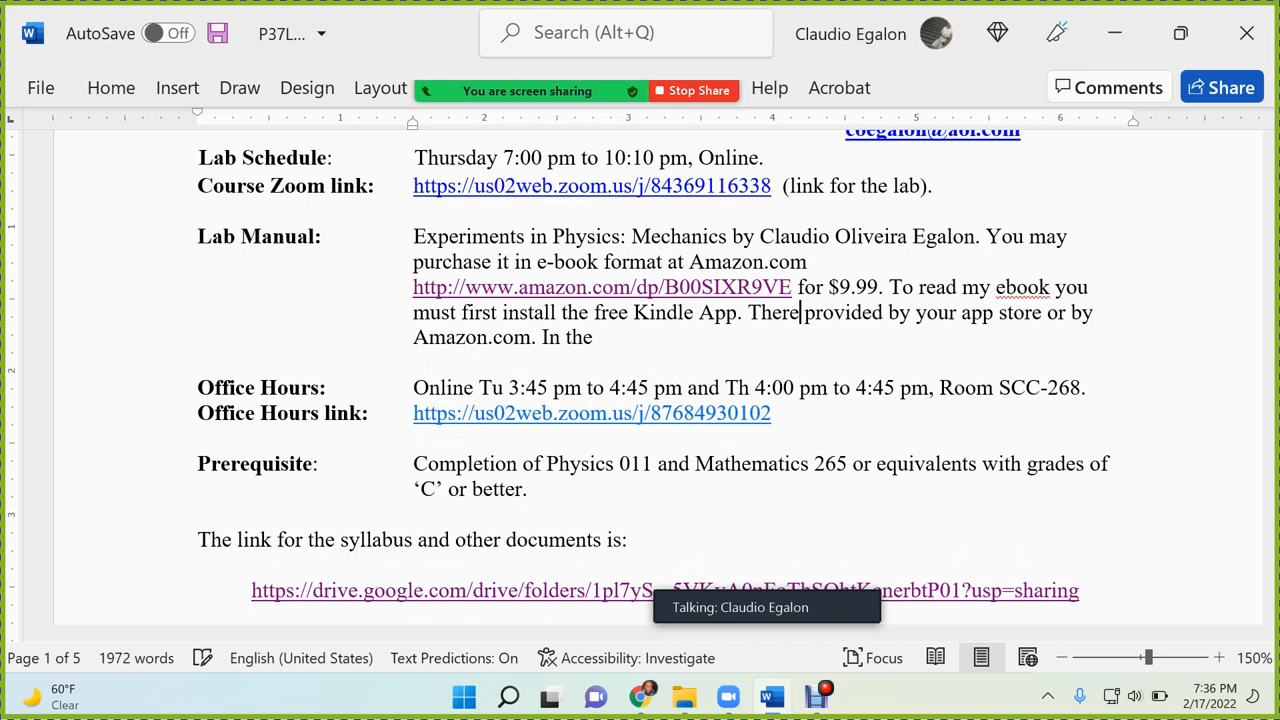 AutoSave Off P37L... Search (Alt+Q) Claudio Egalon
File Home Insert Draw Design Layout You are screen sharing Stop Share Help Acrobat Comments Share
1 2 3 4 5 6
coegalon@aol.com
Lab Schedule: Thursday 7:00 pm to 10:10 pm, Online.
Course Zoom link: https://us02web.zoom.us/j/84369116338 (link for the lab).
Lab Manual: Experiments in Physics: Mechanics by Claudio Oliveira Egalon. You may
purchase it in e-book format at Amazon.com
http://www.amazon.com/dp/B00SIXR9VE for $9.99. To read my ebook you
must first install the free Kindle App. There provided by your app store or by
Amazon.com. In the
Office Hours: Online Tu 3:45 pm to 4:45 pm and Th 4:00 pm to 4:45 pm, Room SCC-268.
Office Hours link: https://us02web.zoom.us/j/87684930102
Prerequisite: Completion of Physics 011 and Mathematics 265 or equivalents with grades of
‘C’ or better.
The link for the syllabus and other documents is:
Talking: Claudio Egalon
Page 1 of 5 1972 words English (United States) Text Predictions: On Accessibility: Investigate Focus 150%
60°F
Clear
7:36 PM
2/17/2022